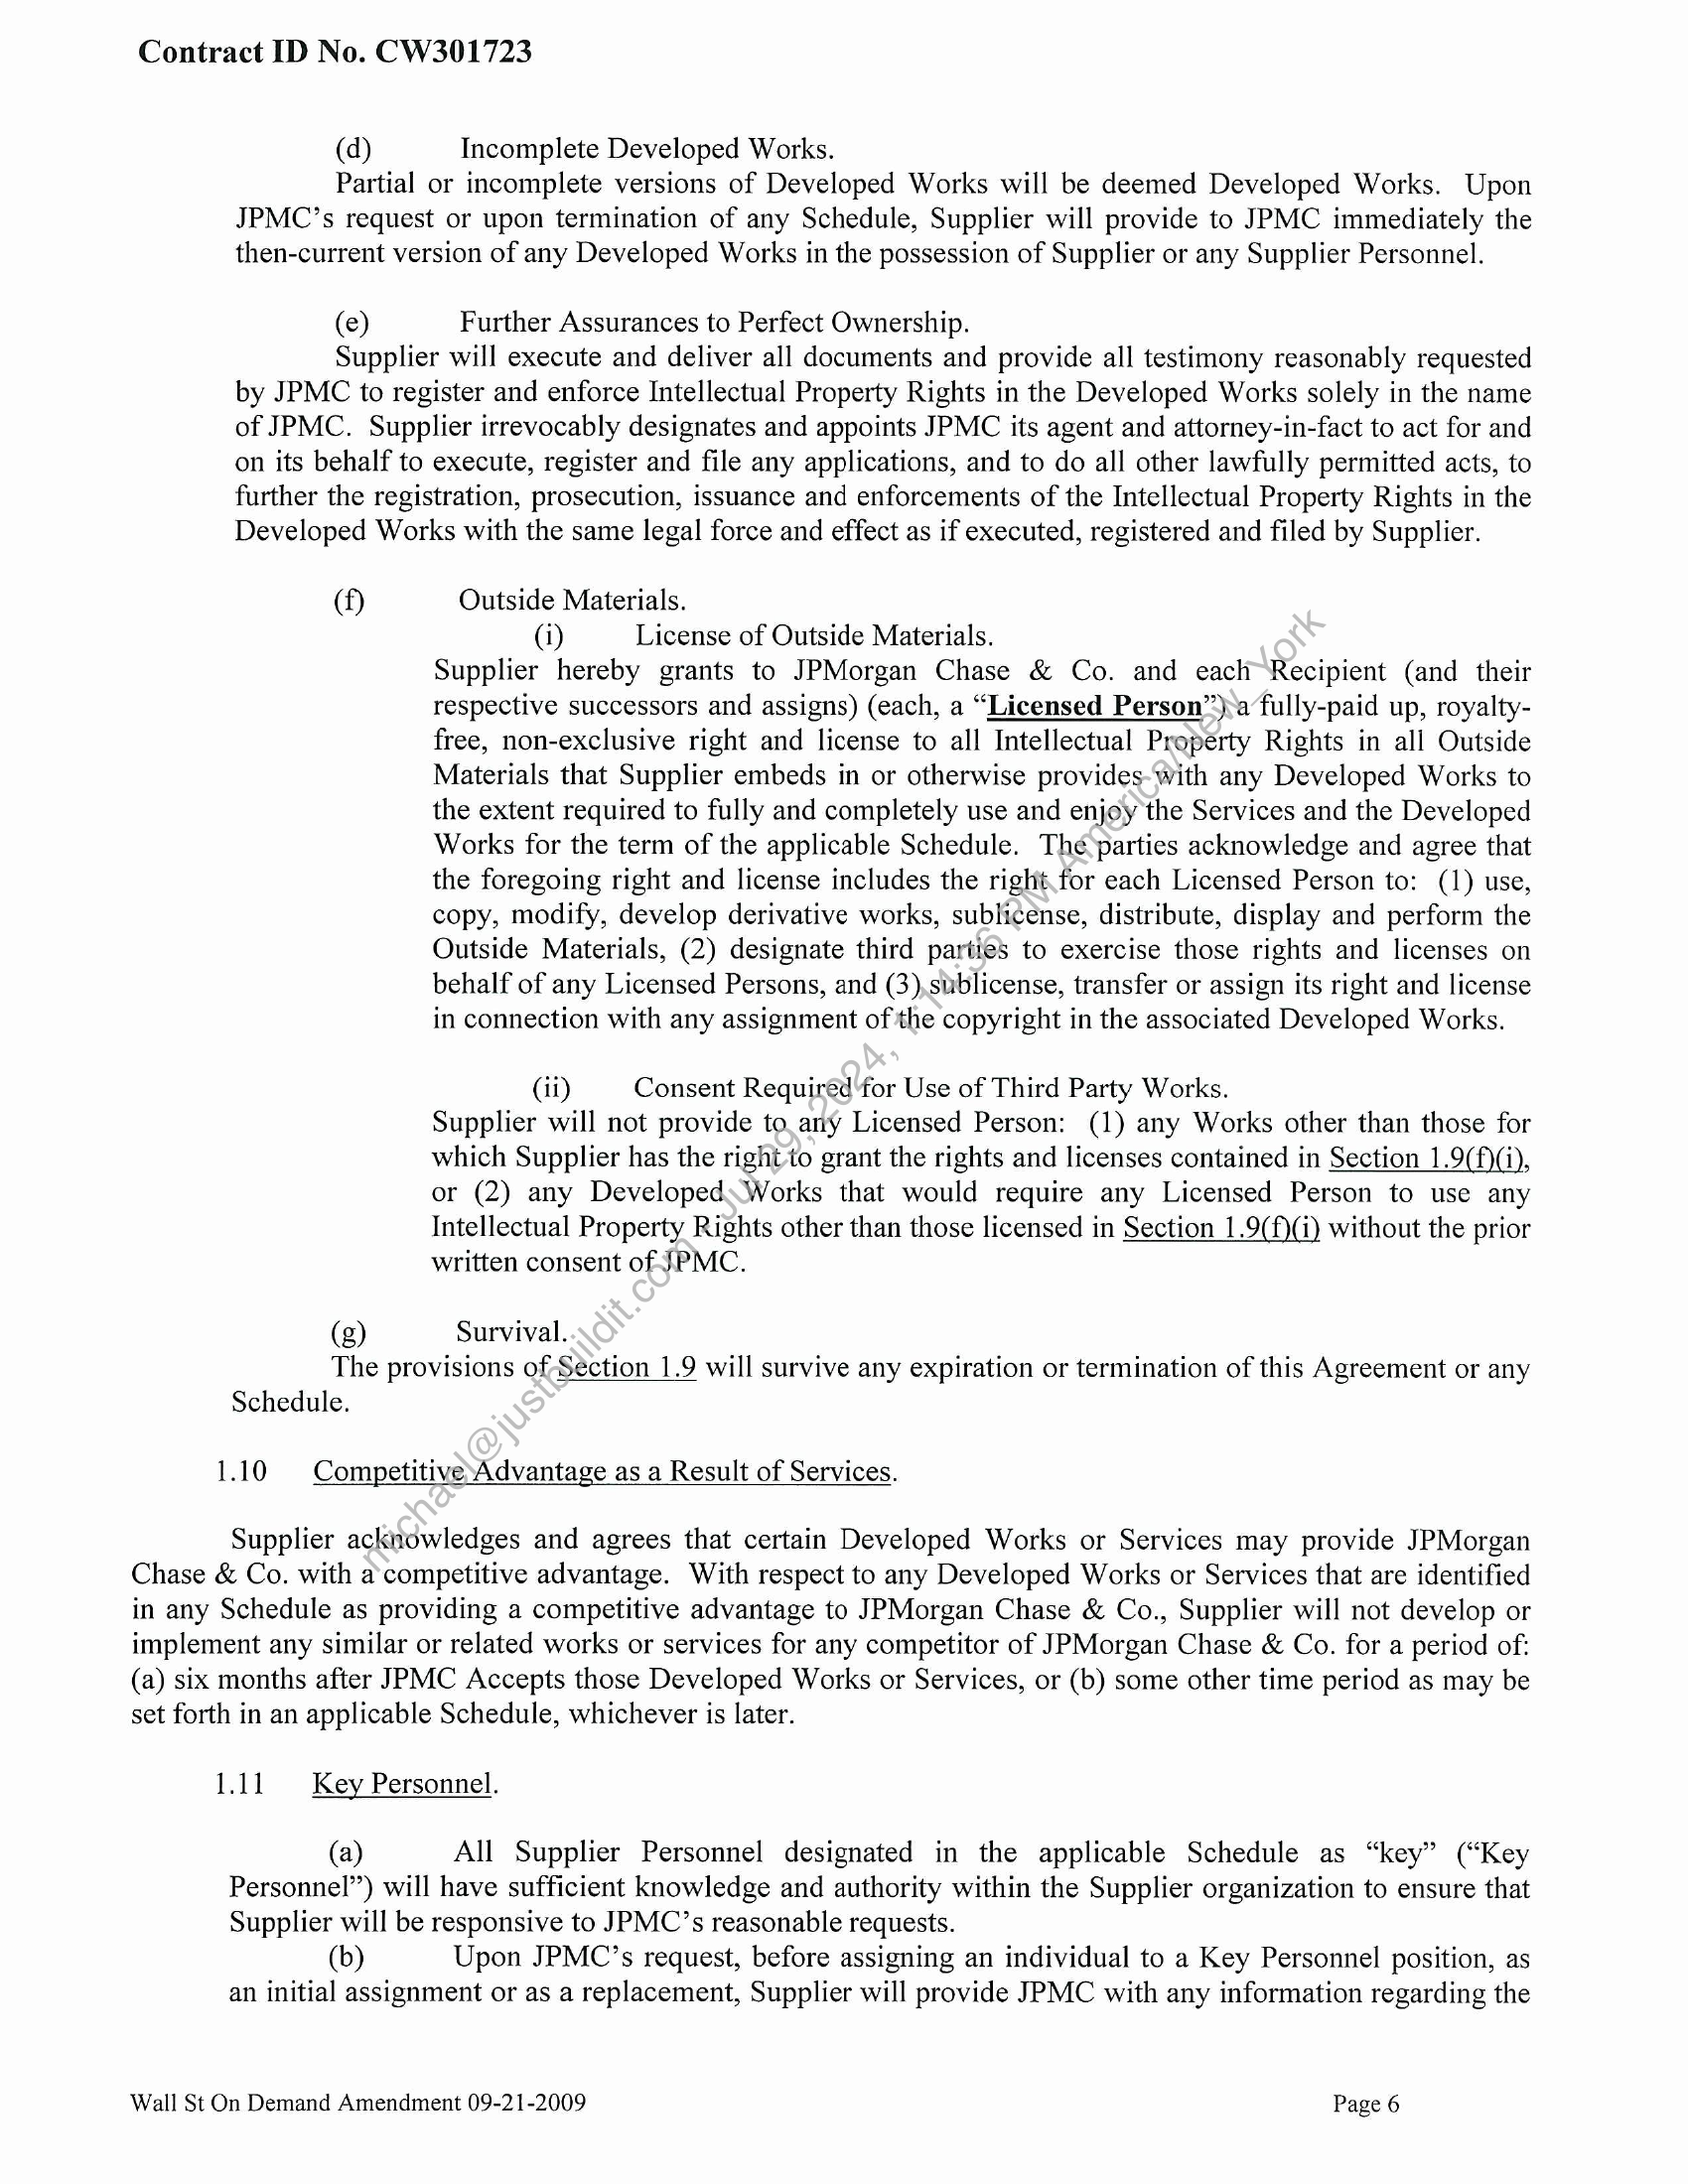 Contract ID No. CW301723
(d) Incomplete Developed Works.
Partial or incomplete versions of Developed Works will be deemed Developed Works. Upon
JPMC's request or upon termination of any Schedule, Supplier will provide to JPMC immediately the
then-current version of any Developed Works in the possession of Supplier or any Supplier Personnel.
(e) Further Assurances to Perfect Ownership.
Supplier will execute and deliver all documents and provide all testimony reasonably requested
by JPMC to register and enforce Intellectual Property Rights in the Developed Works solely in the name
of JPMC. Supplier irrevocably designates and appoints JPMC its agent and attorney-in-fact to act for and
on its behalf to execute, register and file any applications, and to do all other lawfully permitted acts, to
further the registration, prosecution, issuance and enforcements of the Intellectual Property Rights in the
Developed Works with the same legal force and effect as if executed, registered and filed by Supplier.
(f) Outside Materials.
(i) License of Outside Materials.
Supplier hereby grants to JPMorgan Chase & Co. and each Recipient (and their
respective successors and assigns) (each, a “Licensed Person”) a fully-paid up, royalty-
free, non-exclusive right and license to all Intellectual Property Rights in all Outside
Materials that Supplier embeds in or otherwise provides with any Developed Works to
the extent required to fully and completely use and enjoy the Services and the Developed
Works for the term of the applicable Schedule. The parties acknowledge and agree that
the foregoing right and license includes the right for each Licensed Person to: (1) use,
copy, modify, develop derivative works, sublicense, distribute, display and perform the
Outside Materials, (2) designate third parties to exercise those rights and licenses on
behalf of any Licensed Persons, and (3) sublicense, transfer or assign its right and license
in connection with any assignment of the copyright in the associated Developed Works.
(ii) Consent Required for Use of Third Party Works.
Supplier will not provide to any Licensed Person: (1) any Works other than those for
which Supplier has the right to grant the rights and licenses contained in Section 1.9(f)(i),
or (2) any Developed Works that would require any Licensed Person to use any
Intellectual Property Rights other than those licensed in Section 1.9(f)(i) without the prior
written consent of JPMC.
(g) Survival.
The provisions of Section 1.9 will survive any expiration or termination of this Agreement or any
Schedule.
1.10 Competitive Advantage as a Result of Services.
Supplier acknowledges and agrees that certain Developed Works or Services may provide JPMorgan
Chase & Co. with a competitive advantage. With respect to any Developed Works or Services that are identified
in any Schedule as providing a competitive advantage to JPMorgan Chase & Co., Supplier will not develop or
implement any similar or related works or services for any competitor of JPMorgan Chase & Co. for a period of:
(a) six months after JPMC Accepts those Developed Works or Services, or (b) some other time period as may be
set forth in an applicable Schedule, whichever is later.
1.11 Key Personnel.
(a) All Supplier Personnel designated in the applicable Schedule as “key” (“Key
Personnel”) will have sufficient knowledge and authority within the Supplier organization to ensure that
Supplier will be responsive to JPMC's reasonable requests.
(b) Upon JPMC's request, before assigning an individual to a Key Personnel position, as
an initial assignment or as a replacement, Supplier will provide JPMC with any information regarding the
Wall St On Demand Amendment 09-21-2009 Page 6
michael@justbuildit.com - Jul 29, 2024, 1:14:36 PM America/New_York